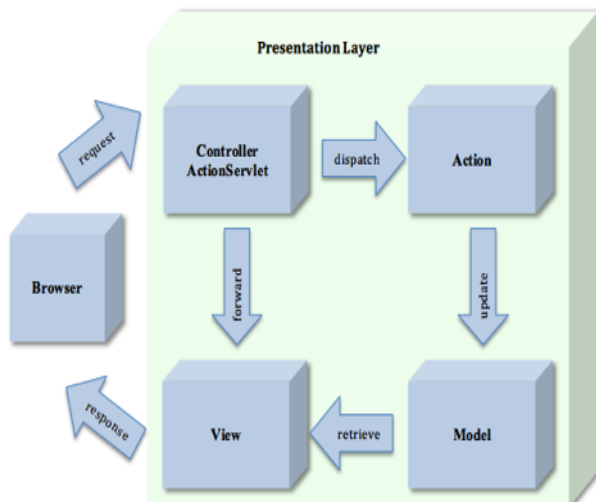 Presentation Layer
request
Controller
ActionServlet
dispatch
Action
Browser
forward
update
response
View
retrieve
Model